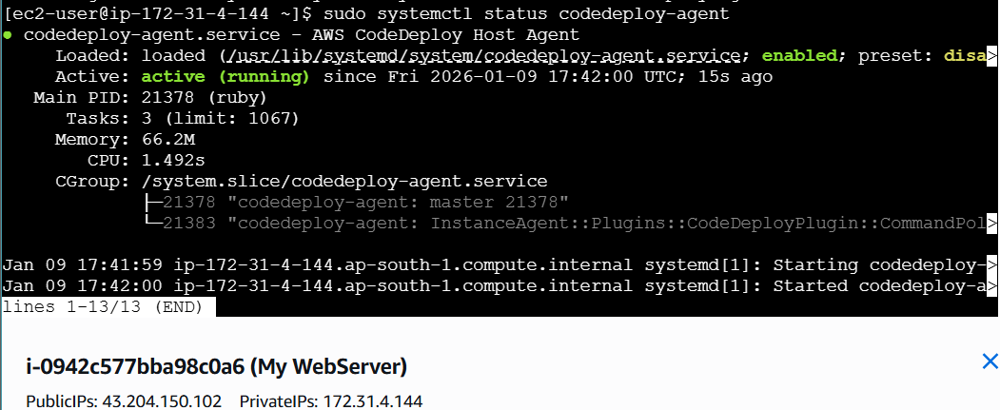 [ec2-user@ip-172-31-4-144 ~]$ sudo systemctl status codedeploy-agent
● codedeploy-agent.service - AWS CodeDeploy Host Agent
Loaded: loaded (/usr/lib/systemd/system/codedeploy-agent.service; enabled; preset: disa>
Active: active (running) since Fri 2026-01-09 17:42:00 UTC; 15s ago
Main PID: 21378 (ruby)
Tasks: 3 (limit: 1067)
Memory: 66.2M
CPU: 1.492s
CGroup: /system.slice/codedeploy-agent.service
├─21378 "codedeploy-agent: master 21378"
└─21383 "codedeploy-agent: InstanceAgent::Plugins::CodeDeployPlugin::CommandPol>
Jan 09 17:41:59 ip-172-31-4-144.ap-south-1.compute.internal systemd[1]: Starting codedeploy->
Jan 09 17:42:00 ip-172-31-4-144.ap-south-1.compute.internal systemd[1]: Started codedeploy-a>
lines 1-13/13 (END)
i-0942c577bba98c0a6 (My WebServer)
PublicIPs: 43.204.150.102 PrivateIPs: 172.31.4.144